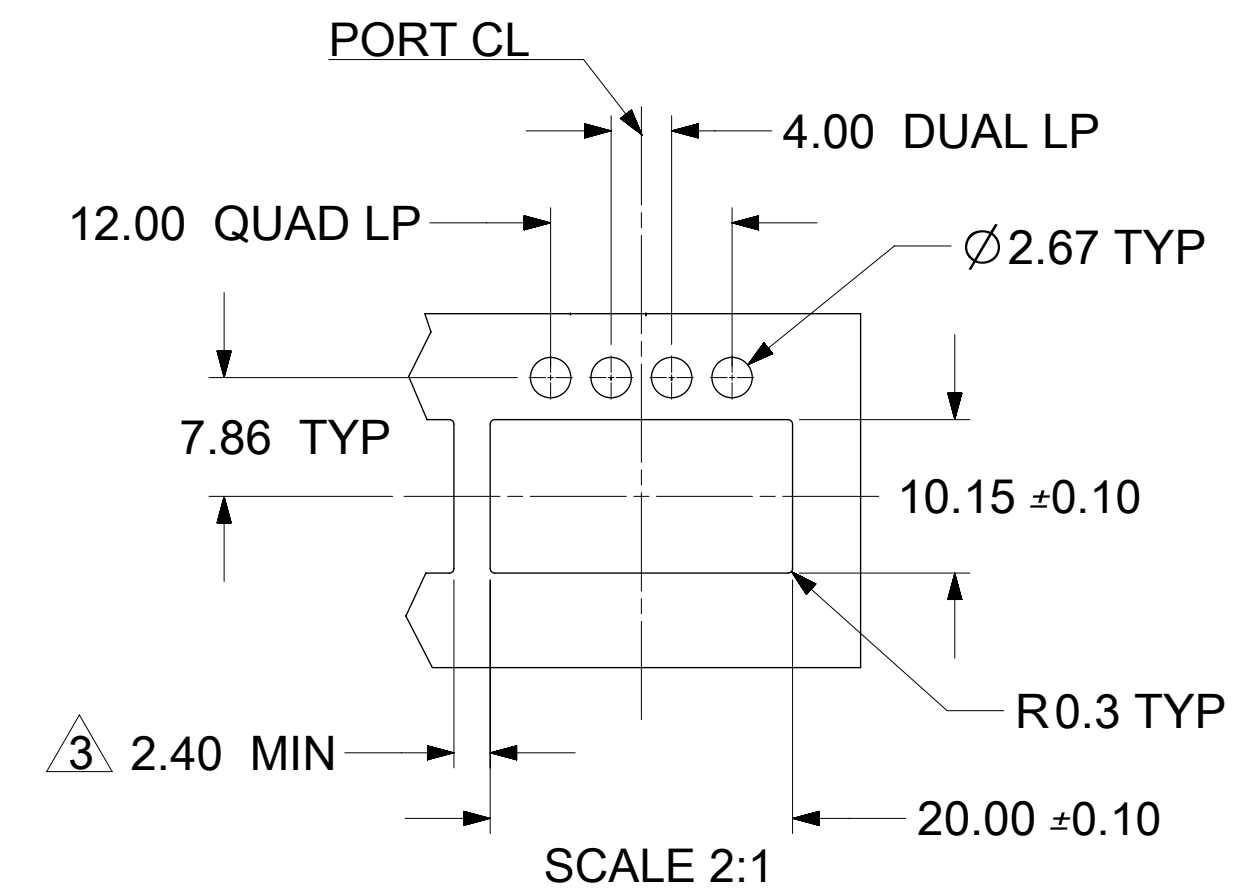 PORT CL
4.00 DUAL LP
12.00 QUAD LP
Ø2.67 TYP
7.86 TYP
10.15 ±0.10
R0.3 TYP
3 2.40 MIN
20.00 ±0.10
SCALE 2:1